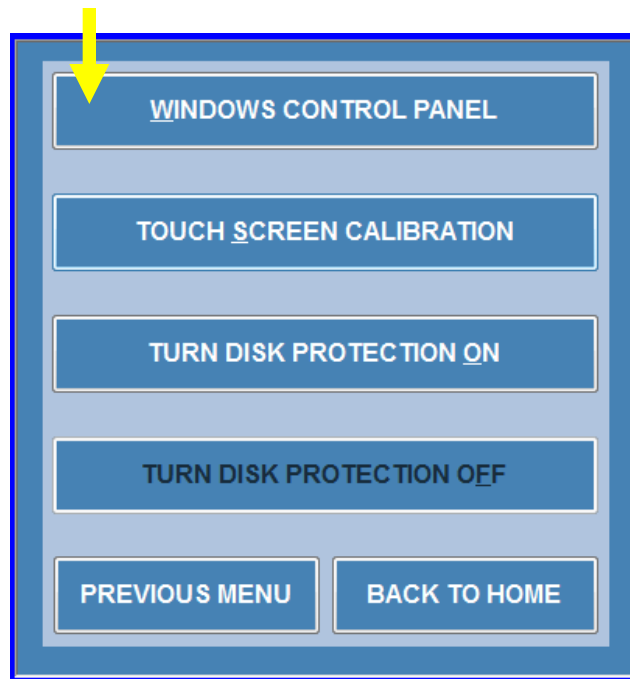 WINDOWS CONTROL PANEL
TOUCH SCREEN CALIBRATION
TURN DISK PROTECTION ON
TURN DISK PROTECTION OFF
PREVIOUS MENU
BACK TO HOME